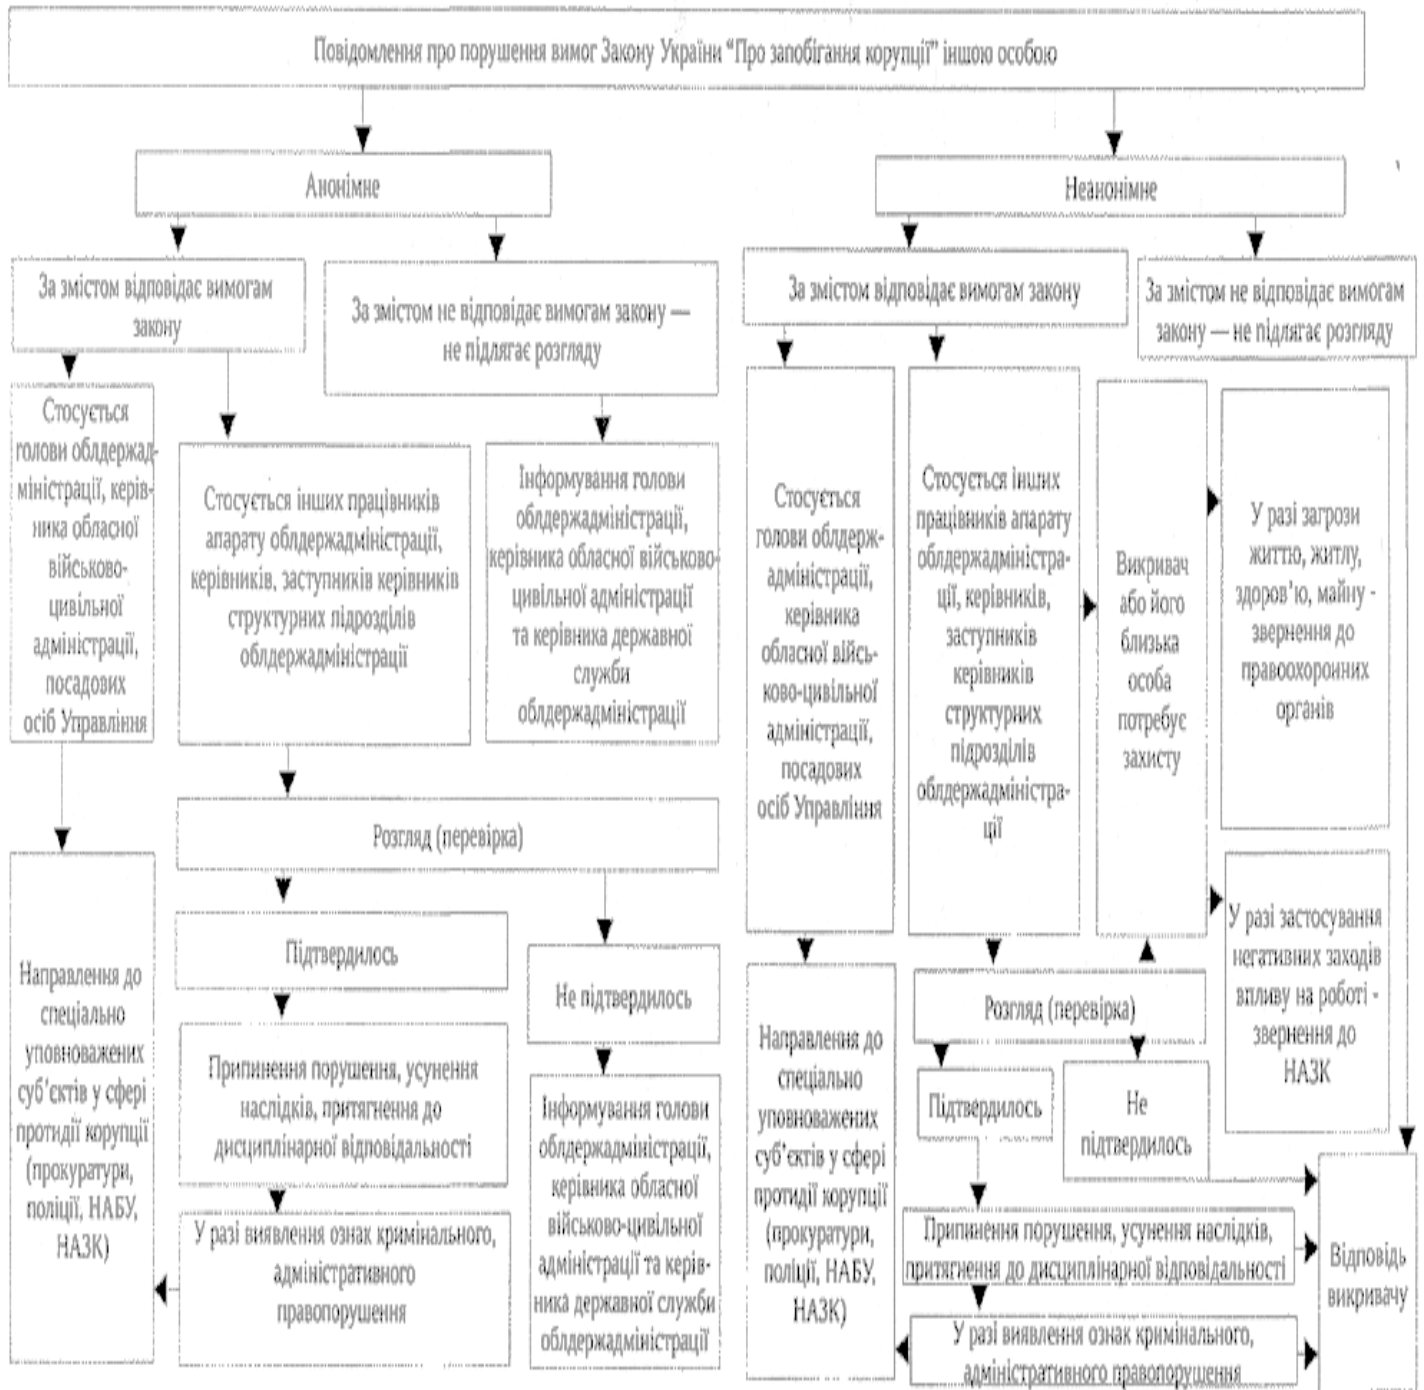 Повідомлення про порушення вимог Закону України “Про запобігання корупції” іншою особою
Анонімне
Неанонімне
За змістом відповідає вимогам
закону
За змістом не відповідає вимогам закону —
не підлягає розгляду
За змістом відповідає вимогам закону
За змістом не відповідає вимогам
закону — не підлягає розгляду
Стосується
голови облдержад-
міністрації, керів-
ника обласної
військово-
цивільної
адміністрації,
посадових
осіб Управління
Стосується інших працівників
апарату облдержадміністрації,
керівників, заступників керівників
структурних підрозділів
облдержадміністрації
Інформування голови
облдержадміністрації,
керівника обласної військово-
цивільної адміністрації
та керівника державної
служби
облдержадміністрації
Стосується
голови облдерж-
адміністрації,
керівника
обласної війсь-
ково-цивільної
адміністрації,
посадових
осіб Управління
Стосується інших
працівників апарату
облдержадміністра-
ції, керівників,
заступників
керівників
структурних
підрозділів
облдержадміністра-
ції
Викривач
або його
близька
особа
потребує
захисту
У разі загрози
життю, житлу,
здоров’ю, майну -
звернення до
правоохоронних
органів
Розгляд (перевірка)
Підтвердилось
Не підтвердилось
Направлення до
спеціально
уповноважених
суб’єктів у сфері
протидії корупції
(прокуратури,
поліції, НАБУ,
НАЗК)
Припинення порушення, усунення
наслідків, притягнення до
дисциплінарної відповідальності
У разі виявлення ознак кримінального,
адміністративного
правопорушення
Інформування голови
облдержадміністрації,
керівника обласної
військово-цивільної
адміністрації та керів-
ника державної служби
облдержадміністрації
У разі застосування
негативних заходів
впливу на роботі -
звернення до
НАЗК
Направлення до
спеціально
уповноважених
суб’єктів у сфері
протидії корупції
(прокуратури,
поліції, НАБУ,
НАЗК)
Розгляд (перевірка)
Підтвердилось
Не
підтвердилось
Припинення порушення, усунення наслідків,
притягнення до дисциплінарної відповідальності
У разі виявлення ознак кримінального,
адміністративного правопорушення
Відповідь
викривачу